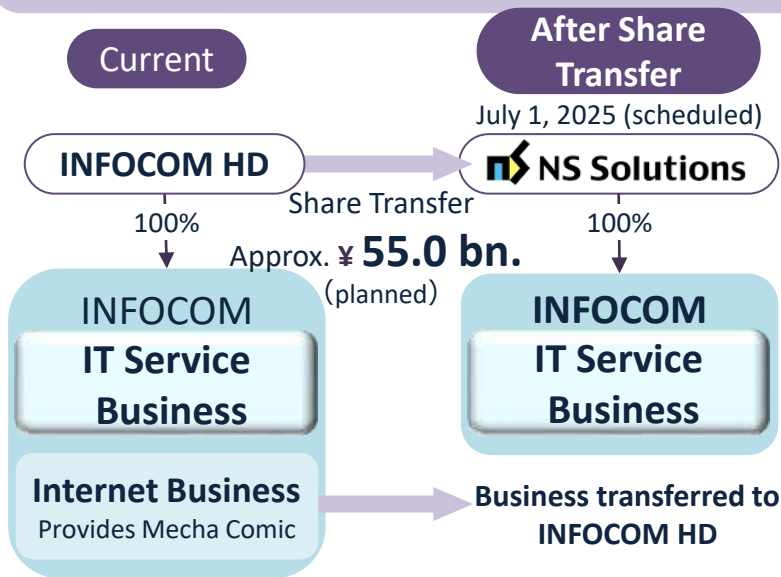 Current
After Share
Transfer
July 1, 2025 (scheduled)
INFOCOM HD
NS Solutions
100%
Share Transfer
100%
Approx. ¥ 55.0 bn.
（planned）
INFOCOM
IT Service
Business
Internet Business
Provides Mecha Comic
INFOCOM
IT Service
Business
Business transferred to
INFOCOM HD